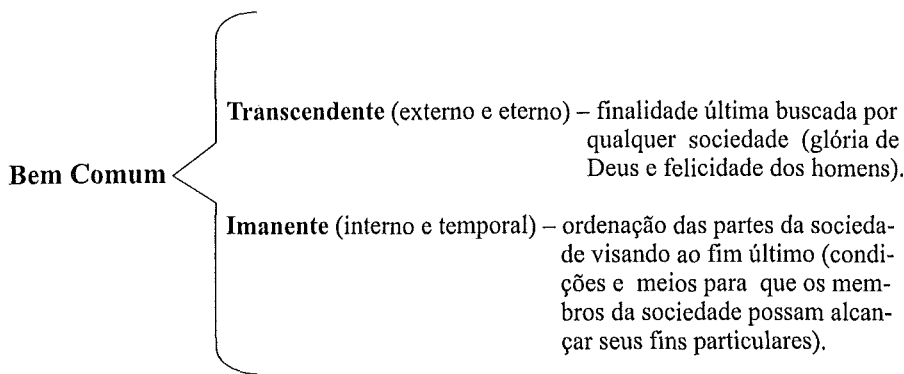 Transcendente (externo e eterno) – finalidade última buscada por
qualquer sociedade (glória de
Deus e felicidade dos homens).
Bem Comum
Imanente (interno e temporal) – ordenação das partes da socieda-
de visando ao fim último (condi-
ções e meios para que os mem-
bros da sociedade possam alcan-
çar seus fins particulares).